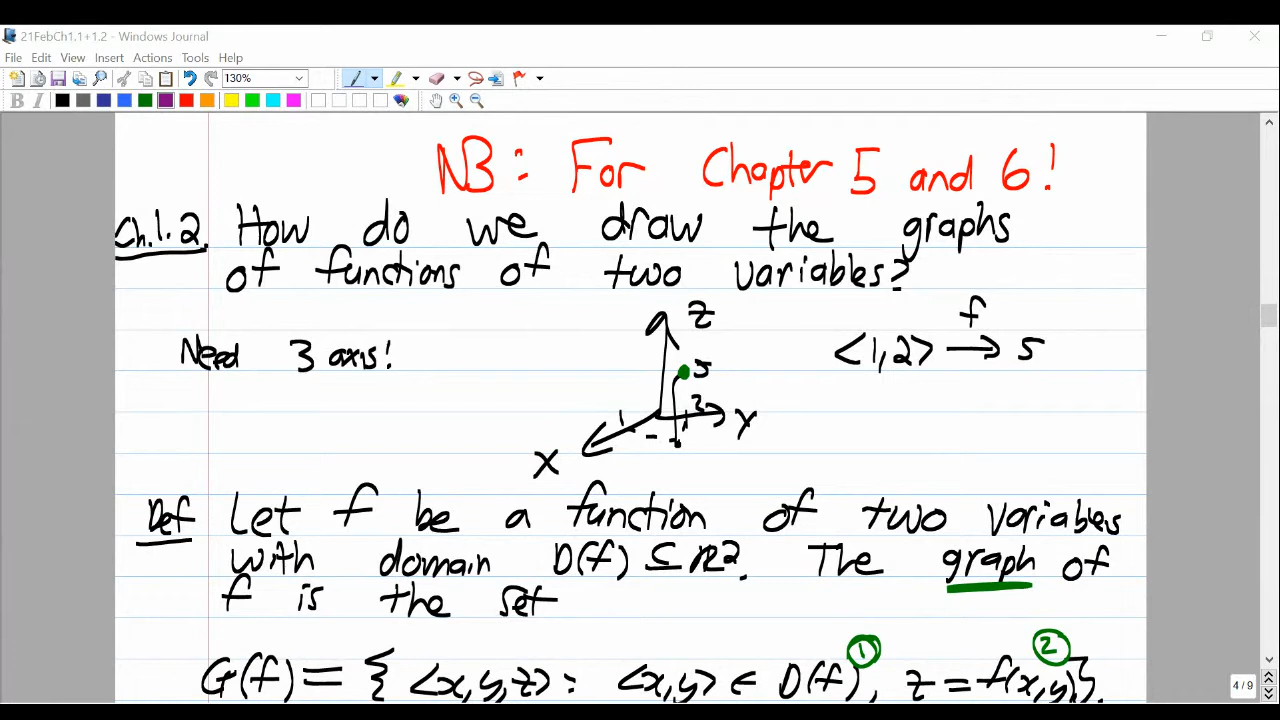 21FebCh1.1+1.2 - Windows Journal
File Edit View Insert Actions Tools Help
130%
B I
NB: For Chapter 5 and 6!
Ch.1.2. How do we draw the graphs
of functions of two variables?
Need 3 axis!
z
5
1
2
y
x
<1,2> f→ 5
Def Let f be a function of two variables
with domain D(f) ⊆ ℝ². The graph of
f is the set
① ②
G(f) = { <x,y,z> : <x,y> ∈ D(f), z = f(x,y)}.
4 / 9